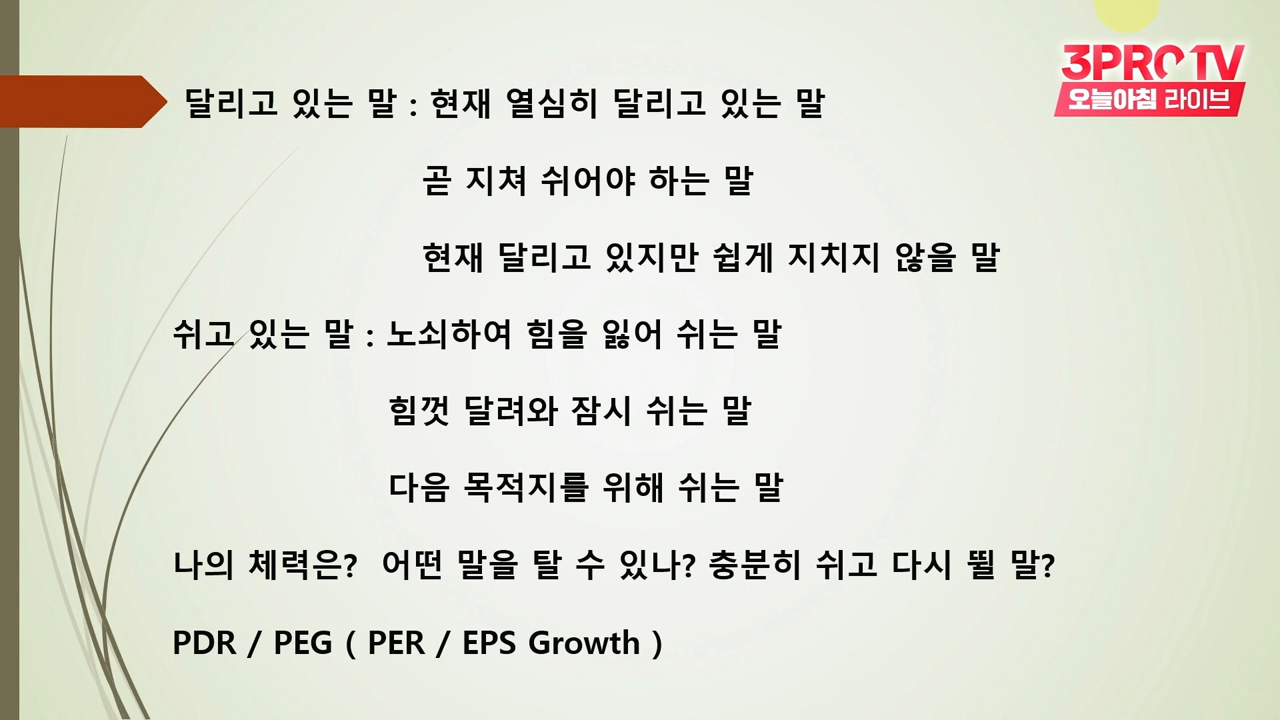 3PRO TV
오늘아침 라이브
달리고 있는 말 : 현재 열심히 달리고 있는 말
곧 지쳐 쉬어야 하는 말
현재 달리고 있지만 쉽게 지치지 않을 말
쉬고 있는 말 : 노쇠하여 힘을 잃어 쉬는 말
힘껏 달려와 잠시 쉬는 말
다음 목적지를 위해 쉬는 말
나의 체력은? 어떤 말을 탈 수 있나? 충분히 쉬고 다시 뛸 말?
PDR / PEG ( PER / EPS Growth )